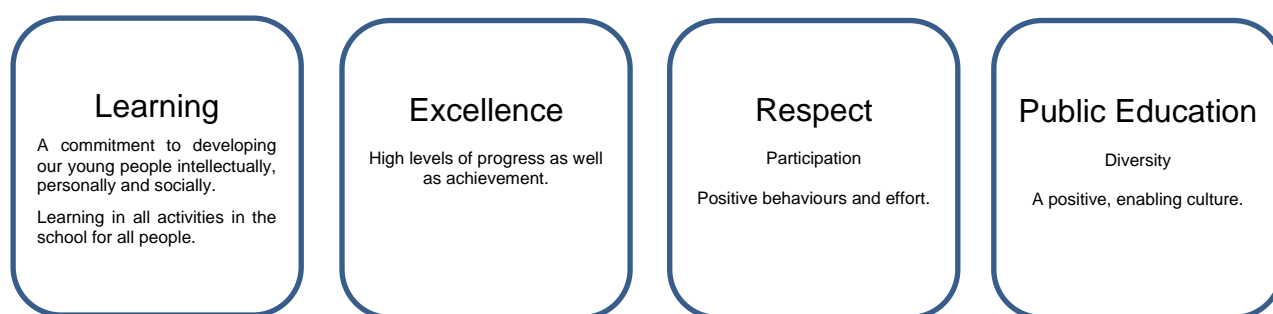 Learning
A commitment to developing
our young people intellectually,
personally and socially.
Learning in all activities in the
school for all people.
Excellence
High levels of progress as well
as achievement.
Respect
Participation
Positive behaviours and effort.
Public Education
Diversity
A positive, enabling culture.